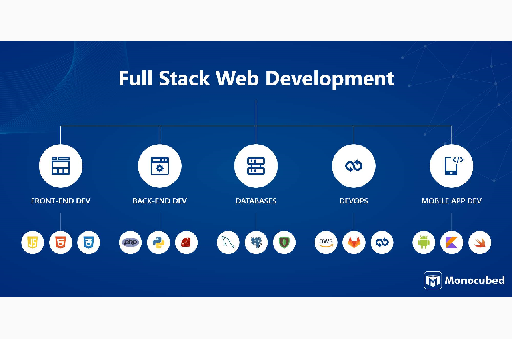 Full Stack Web Development
FRONT-END DEV
BACK-END DEV
DATABASES
DEVOPS
MOBILE APP DEV
php
aws
Monocubed